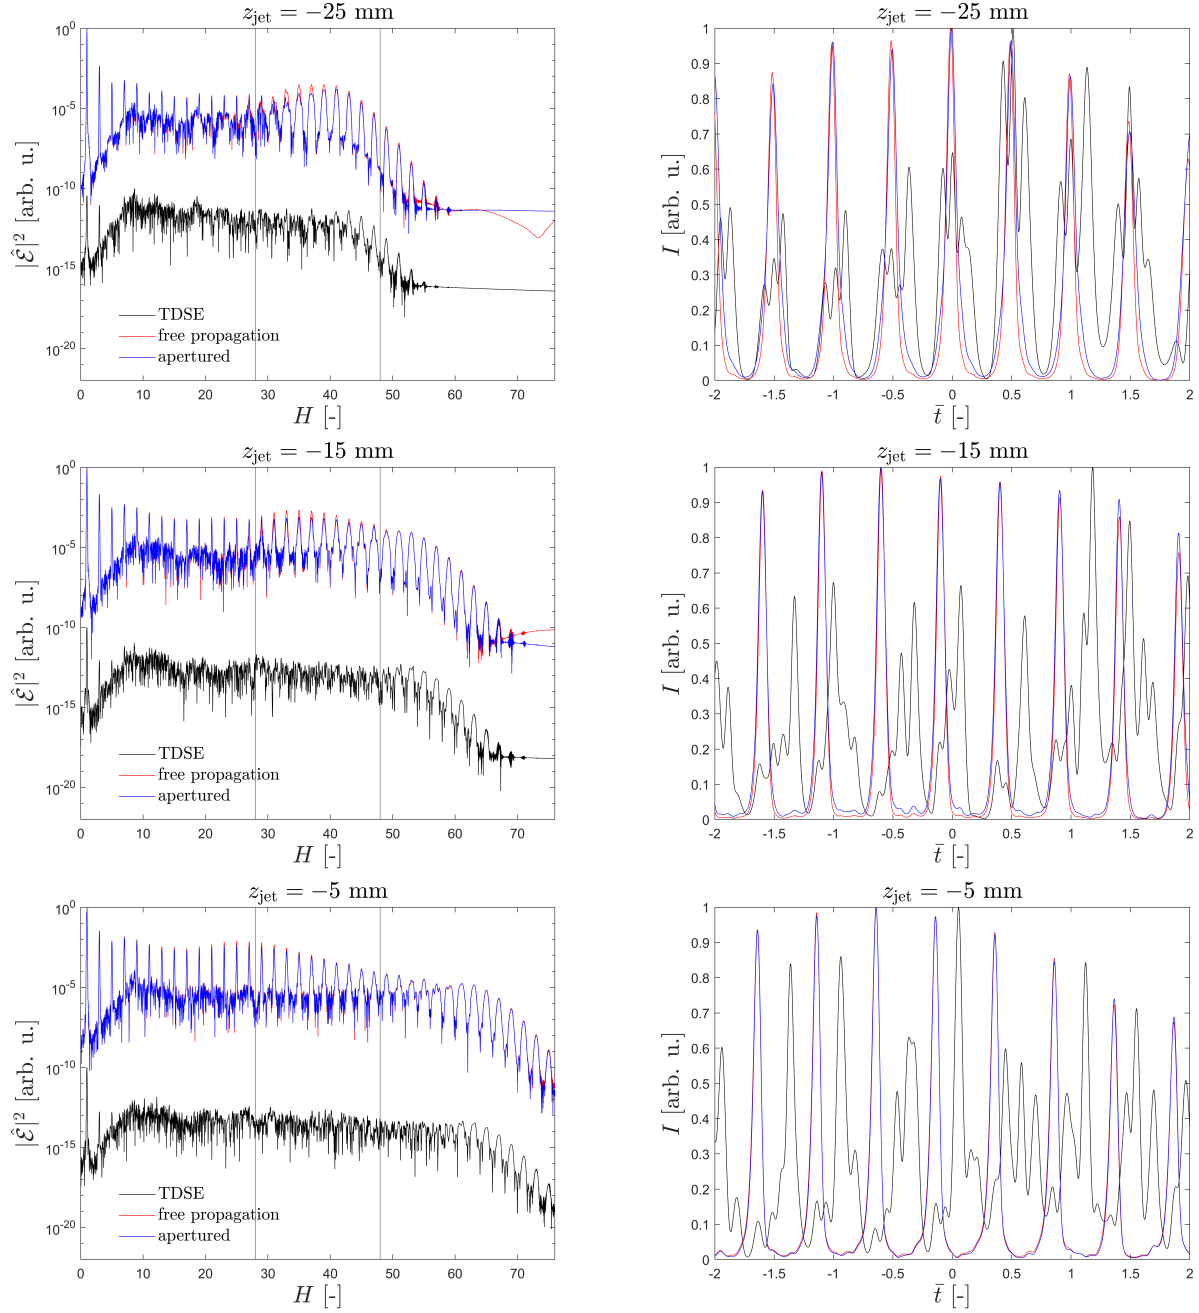 z_jet = −25 mm
|Ê|² [arb. u.]
10^0
10^-5
10^-10
10^-15
10^-20
TDSE
free propagation
apertured
0 10 20 30 40 50 60 70
H [-]
z_jet = −25 mm
I [arb. u.]
1
0.9
0.8
0.7
0.6
0.5
0.4
0.3
0.2
0.1
0
-2 -1.5 -1 -0.5 0 0.5 1 1.5 2
t̄ [-]
z_jet = −15 mm
|Ê|² [arb. u.]
10^0
10^-5
10^-10
10^-15
10^-20
TDSE
free propagation
apertured
0 10 20 30 40 50 60 70
H [-]
z_jet = −15 mm
I [arb. u.]
1
0.9
0.8
0.7
0.6
0.5
0.4
0.3
0.2
0.1
0
-2 -1.5 -1 -0.5 0 0.5 1 1.5 2
t̄ [-]
z_jet = −5 mm
|Ê|² [arb. u.]
10^0
10^-5
10^-10
10^-15
10^-20
TDSE
free propagation
apertured
0 10 20 30 40 50 60 70
H [-]
z_jet = −5 mm
I [arb. u.]
1
0.9
0.8
0.7
0.6
0.5
0.4
0.3
0.2
0.1
0
-2 -1.5 -1 -0.5 0 0.5 1 1.5 2
t̄ [-]